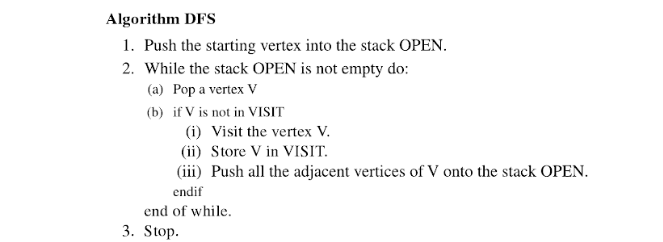 Algorithm DFS
1. Push the starting vertex into the stack OPEN.
2. While the stack OPEN is not empty do:
(a) Pop a vertex V
(b) if V is not in VISIT
(i) Visit the vertex V.
(ii) Store V in VISIT.
(iii) Push all the adjacent vertices of V onto the stack OPEN.
endif
end of while.
3. Stop.